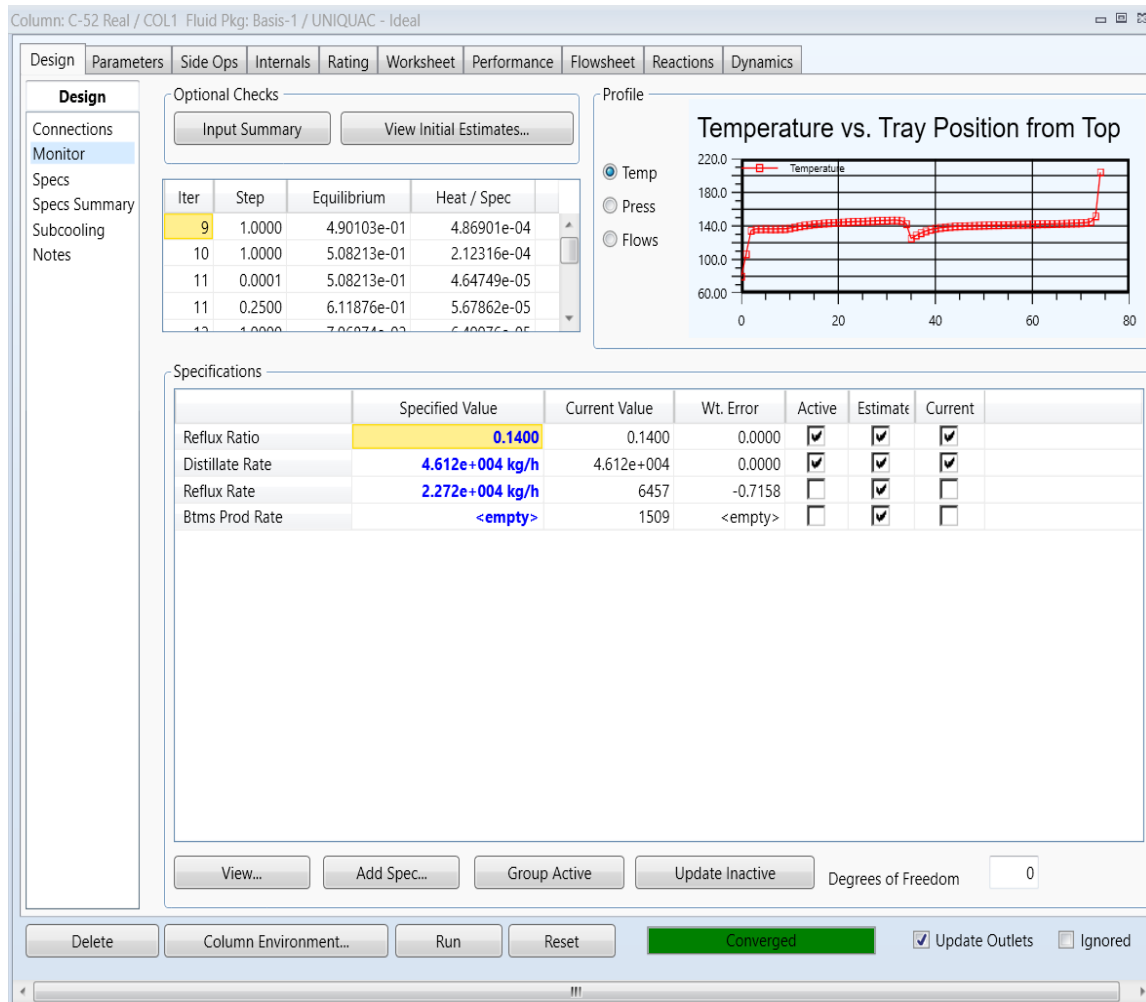 Column: C-52 Real / COL1 Fluid Pkg: Basis-1 / UNIQUAC - Ideal
Design Parameters Side Ops Internals Rating Worksheet Performance Flowsheet Reactions Dynamics
Design
Connections
Monitor
Specs
Specs Summary
Subcooling
Notes
Optional Checks
Input Summary View Initial Estimates...
Iter Step Equilibrium Heat / Spec
9 1.0000 4.90103e-01 4.86901e-04
10 1.0000 5.08213e-01 2.12316e-04
11 0.0001 5.08213e-01 4.64749e-05
11 0.2500 6.11876e-01 5.67862e-05
Profile
Temp
Press
Flows
Temperature vs. Tray Position from Top
Temperature
220.0
180.0
140.0
100.0
60.00
0 20 40 60 80
Specifications
Specified Value Current Value Wt. Error Active Estimate Current
Reflux Ratio 0.1400 0.1400 0.0000
Distillate Rate 4.612e+004 kg/h 4.612e+004 0.0000
Reflux Rate 2.272e+004 kg/h 6457 -0.7158
Btms Prod Rate <empty> 1509 <empty>
View... Add Spec... Group Active Update Inactive Degrees of Freedom 0
Delete Column Environment... Run Reset Converged Update Outlets Ignored